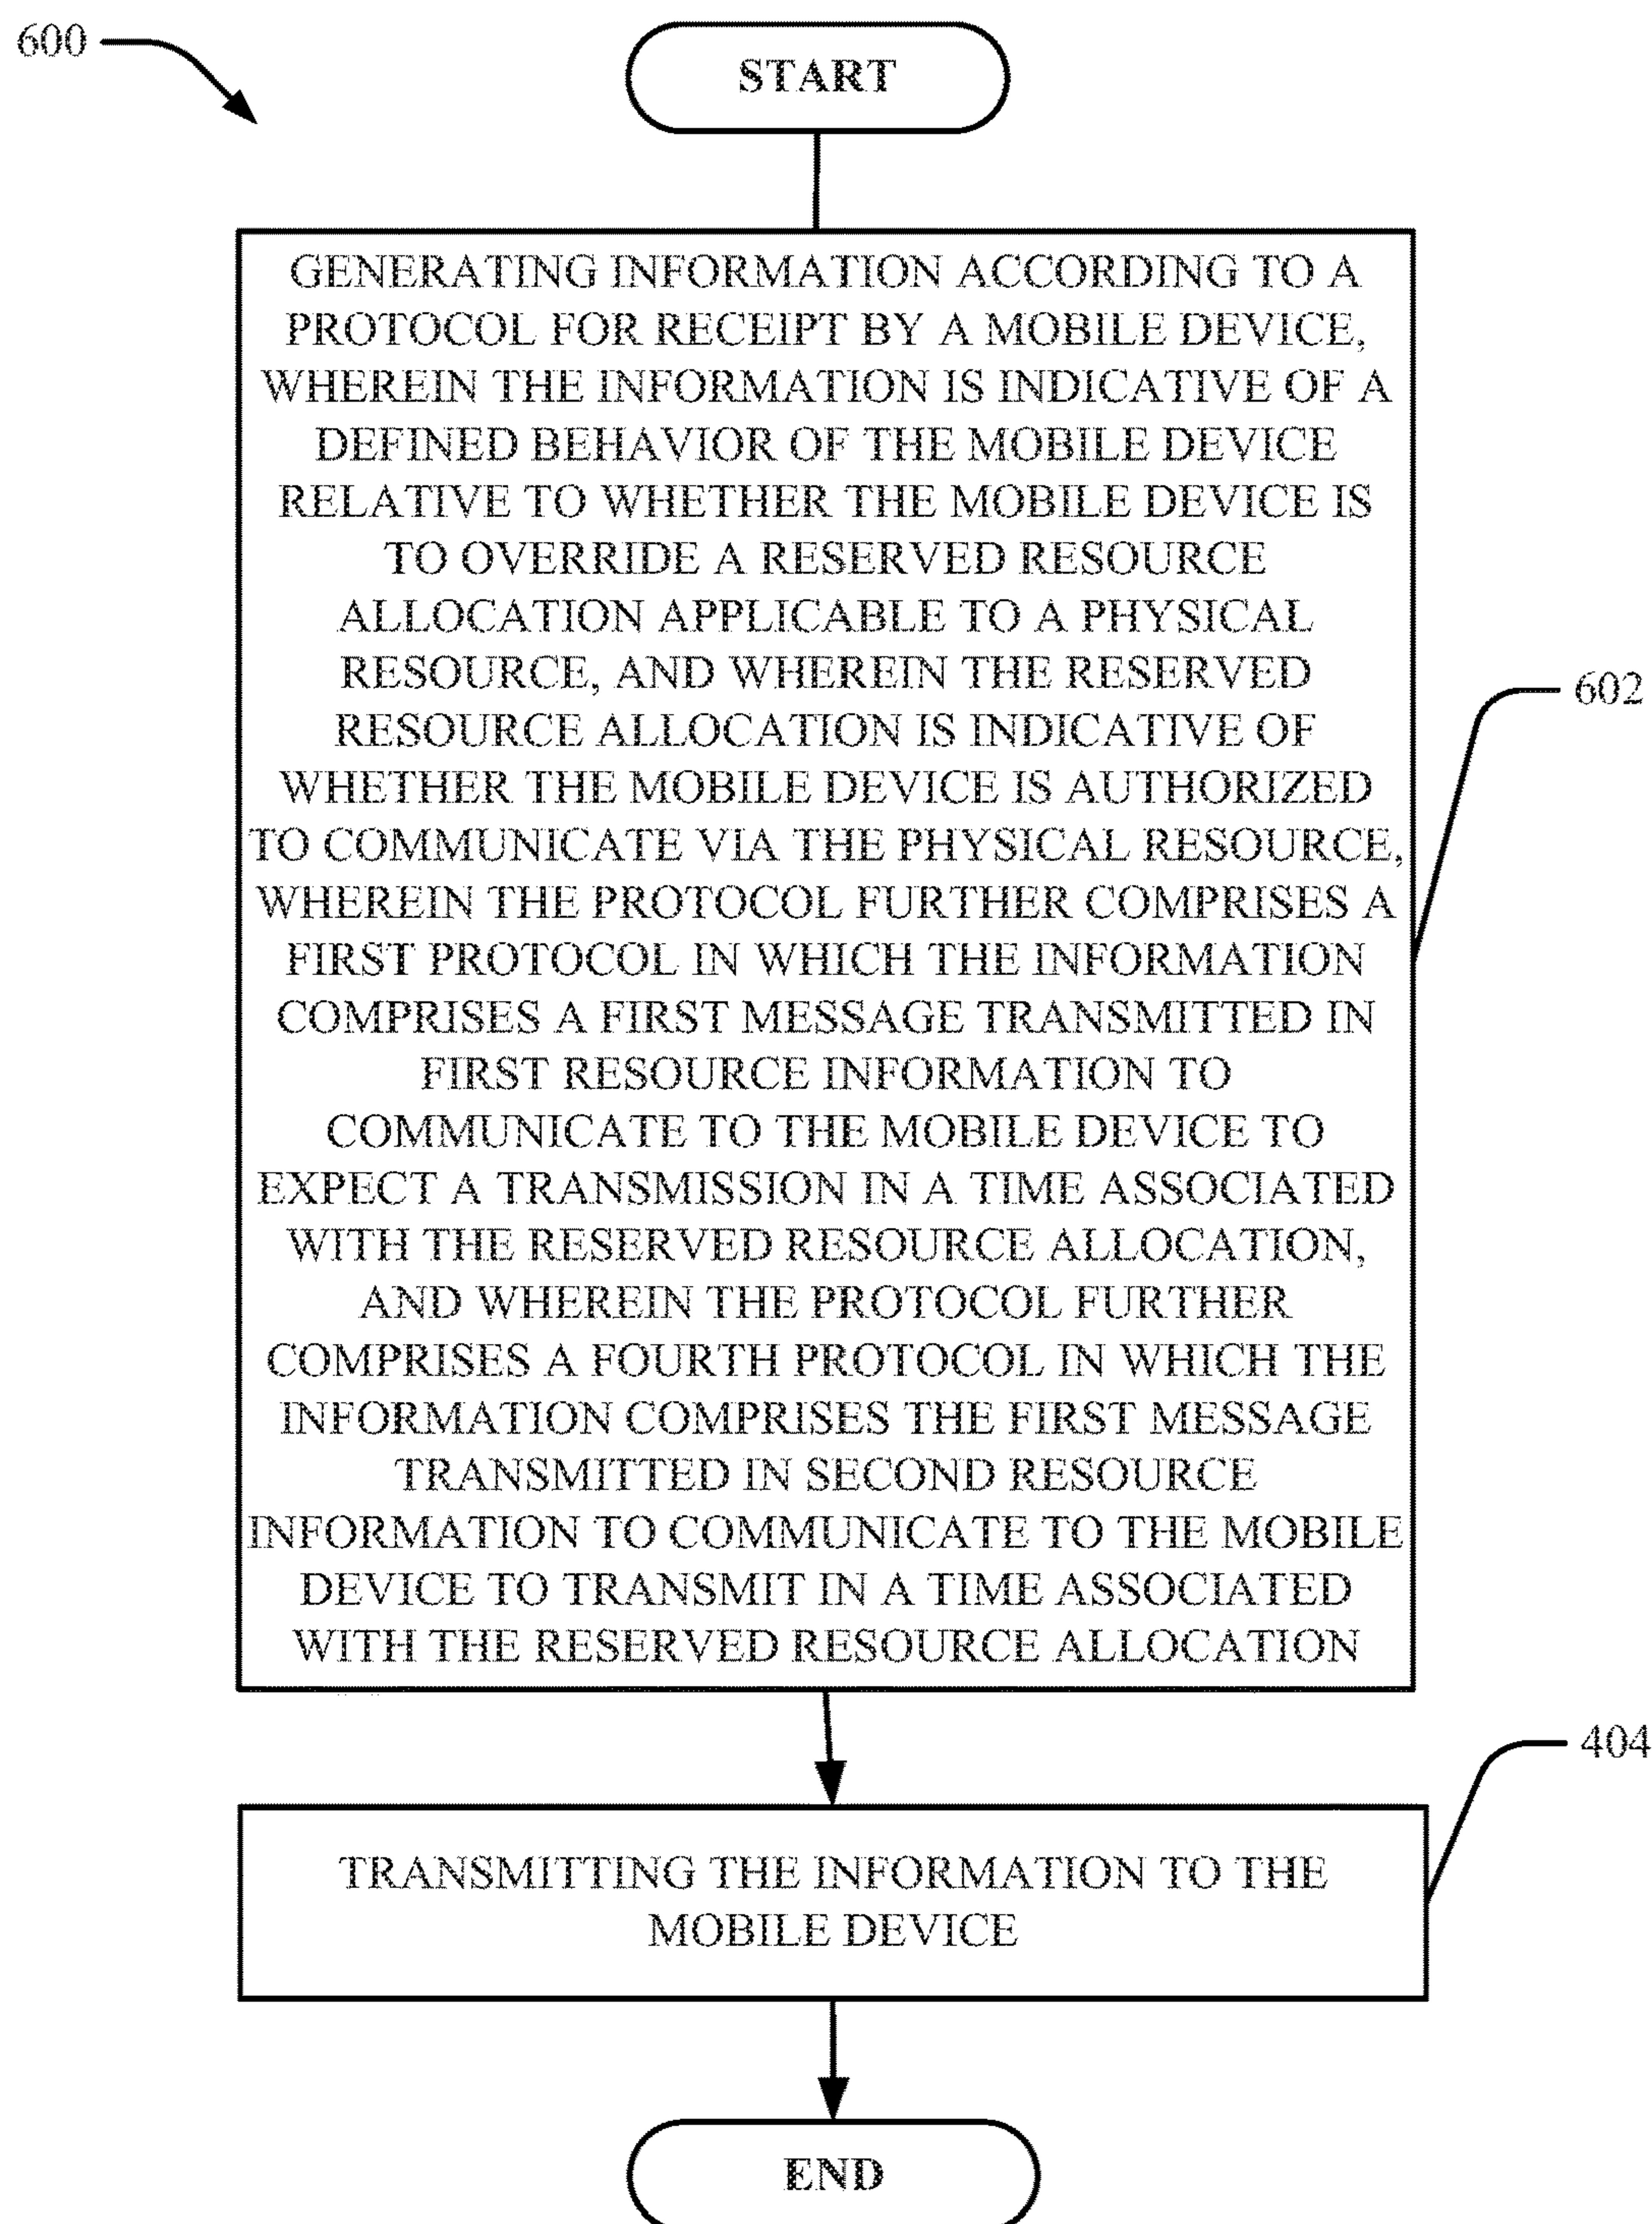 600
START
GENERATING INFORMATION ACCORDING TO A
PROTOCOL FOR RECEIPT BY A MOBILE DEVICE,
WHEREIN THE INFORMATION IS INDICATIVE OF A
DEFINED BEHAVIOR OF THE MOBILE DEVICE
RELATIVE TO WHETHER THE MOBILE DEVICE IS
TO OVERRIDE A RESERVED RESOURCE
ALLOCATION APPLICABLE TO A PHYSICAL
RESOURCE, AND WHEREIN THE RESERVED
RESOURCE ALLOCATION IS INDICATIVE OF
WHETHER THE MOBILE DEVICE IS AUTHORIZED
TO COMMUNICATE VIA THE PHYSICAL RESOURCE,
WHEREIN THE PROTOCOL FURTHER COMPRISES A
FIRST PROTOCOL IN WHICH THE INFORMATION
COMPRISES A FIRST MESSAGE TRANSMITTED IN
FIRST RESOURCE INFORMATION TO
COMMUNICATE TO THE MOBILE DEVICE TO
EXPECT A TRANSMISSION IN A TIME ASSOCIATED
WITH THE RESERVED RESOURCE ALLOCATION,
AND WHEREIN THE PROTOCOL FURTHER
COMPRISES A FOURTH PROTOCOL IN WHICH THE
INFORMATION COMPRISES THE FIRST MESSAGE
TRANSMITTED IN SECOND RESOURCE
INFORMATION TO COMMUNICATE TO THE MOBILE
DEVICE TO TRANSMIT IN A TIME ASSOCIATED
WITH THE RESERVED RESOURCE ALLOCATION
602
TRANSMITTING THE INFORMATION TO THE
MOBILE DEVICE
404
END